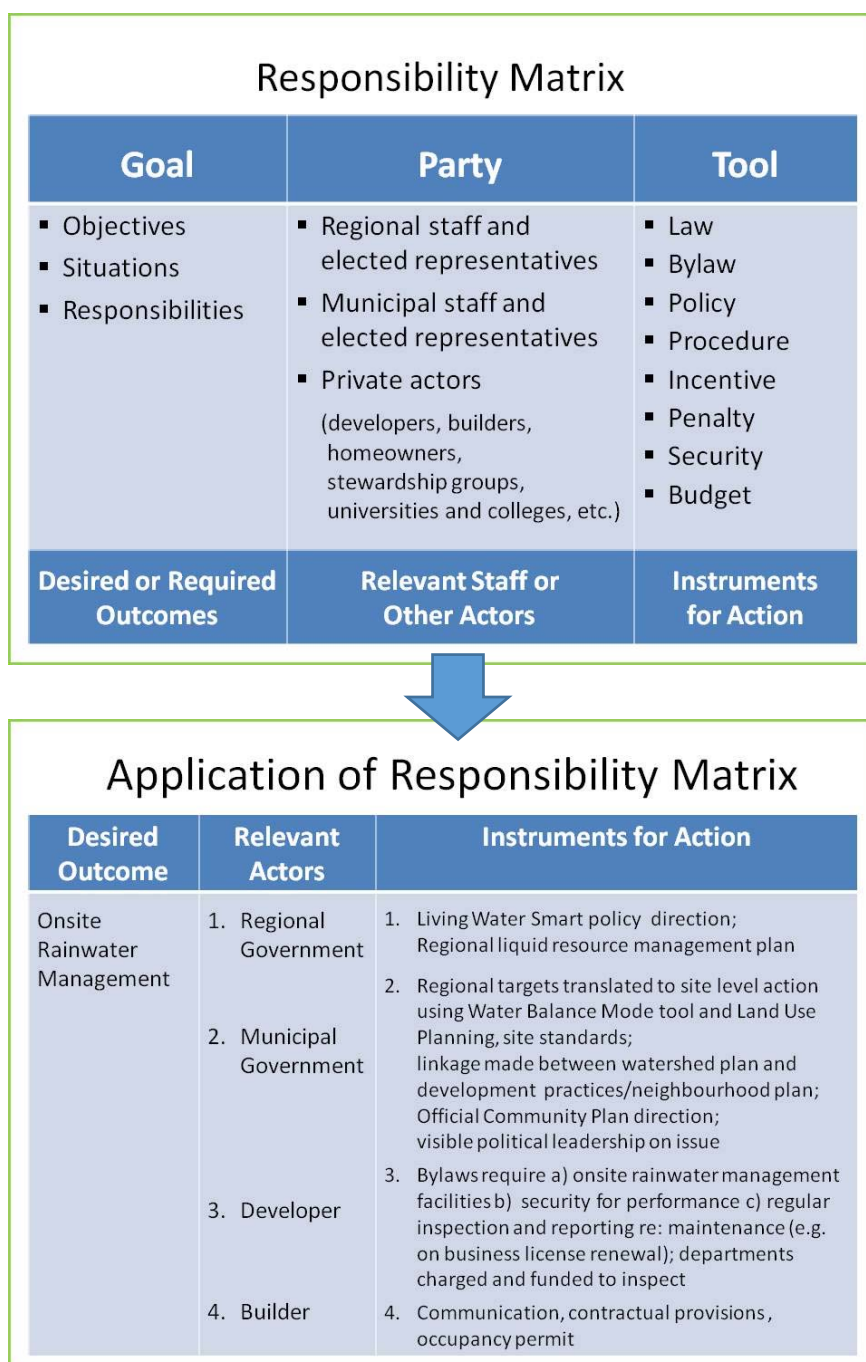 Responsibility Matrix
Goal
Party
Tool
▪ Objectives
▪ Situations
▪ Responsibilities
▪ Regional staff and
elected representatives
▪ Municipal staff and
elected representatives
▪ Private actors
(developers, builders,
homeowners,
stewardship groups,
universities and colleges, etc.)
▪ Law
▪ Bylaw
▪ Policy
▪ Procedure
▪ Incentive
▪ Penalty
▪ Security
▪ Budget
Desired or Required
Outcomes
Relevant Staff or
Other Actors
Instruments
for Action
Application of Responsibility Matrix
Desired
Outcome
Relevant
Actors
Instruments for Action
Onsite
Rainwater
Management
1. Regional
Government
1. Living Water Smart policy direction;
Regional liquid resource management plan
2. Municipal
Government
2. Regional targets translated to site level action
using Water Balance Mode tool and Land Use
Planning, site standards;
linkage made between watershed plan and
development practices/neighbourhood plan;
Official Community Plan direction;
visible political leadership on issue
3. Developer
3. Bylaws require a) onsite rainwater management
facilities b) security for performance c) regular
inspection and reporting re: maintenance (e.g.
on business license renewal); departments
charged and funded to inspect
4. Builder
4. Communication, contractual provisions,
occupancy permit